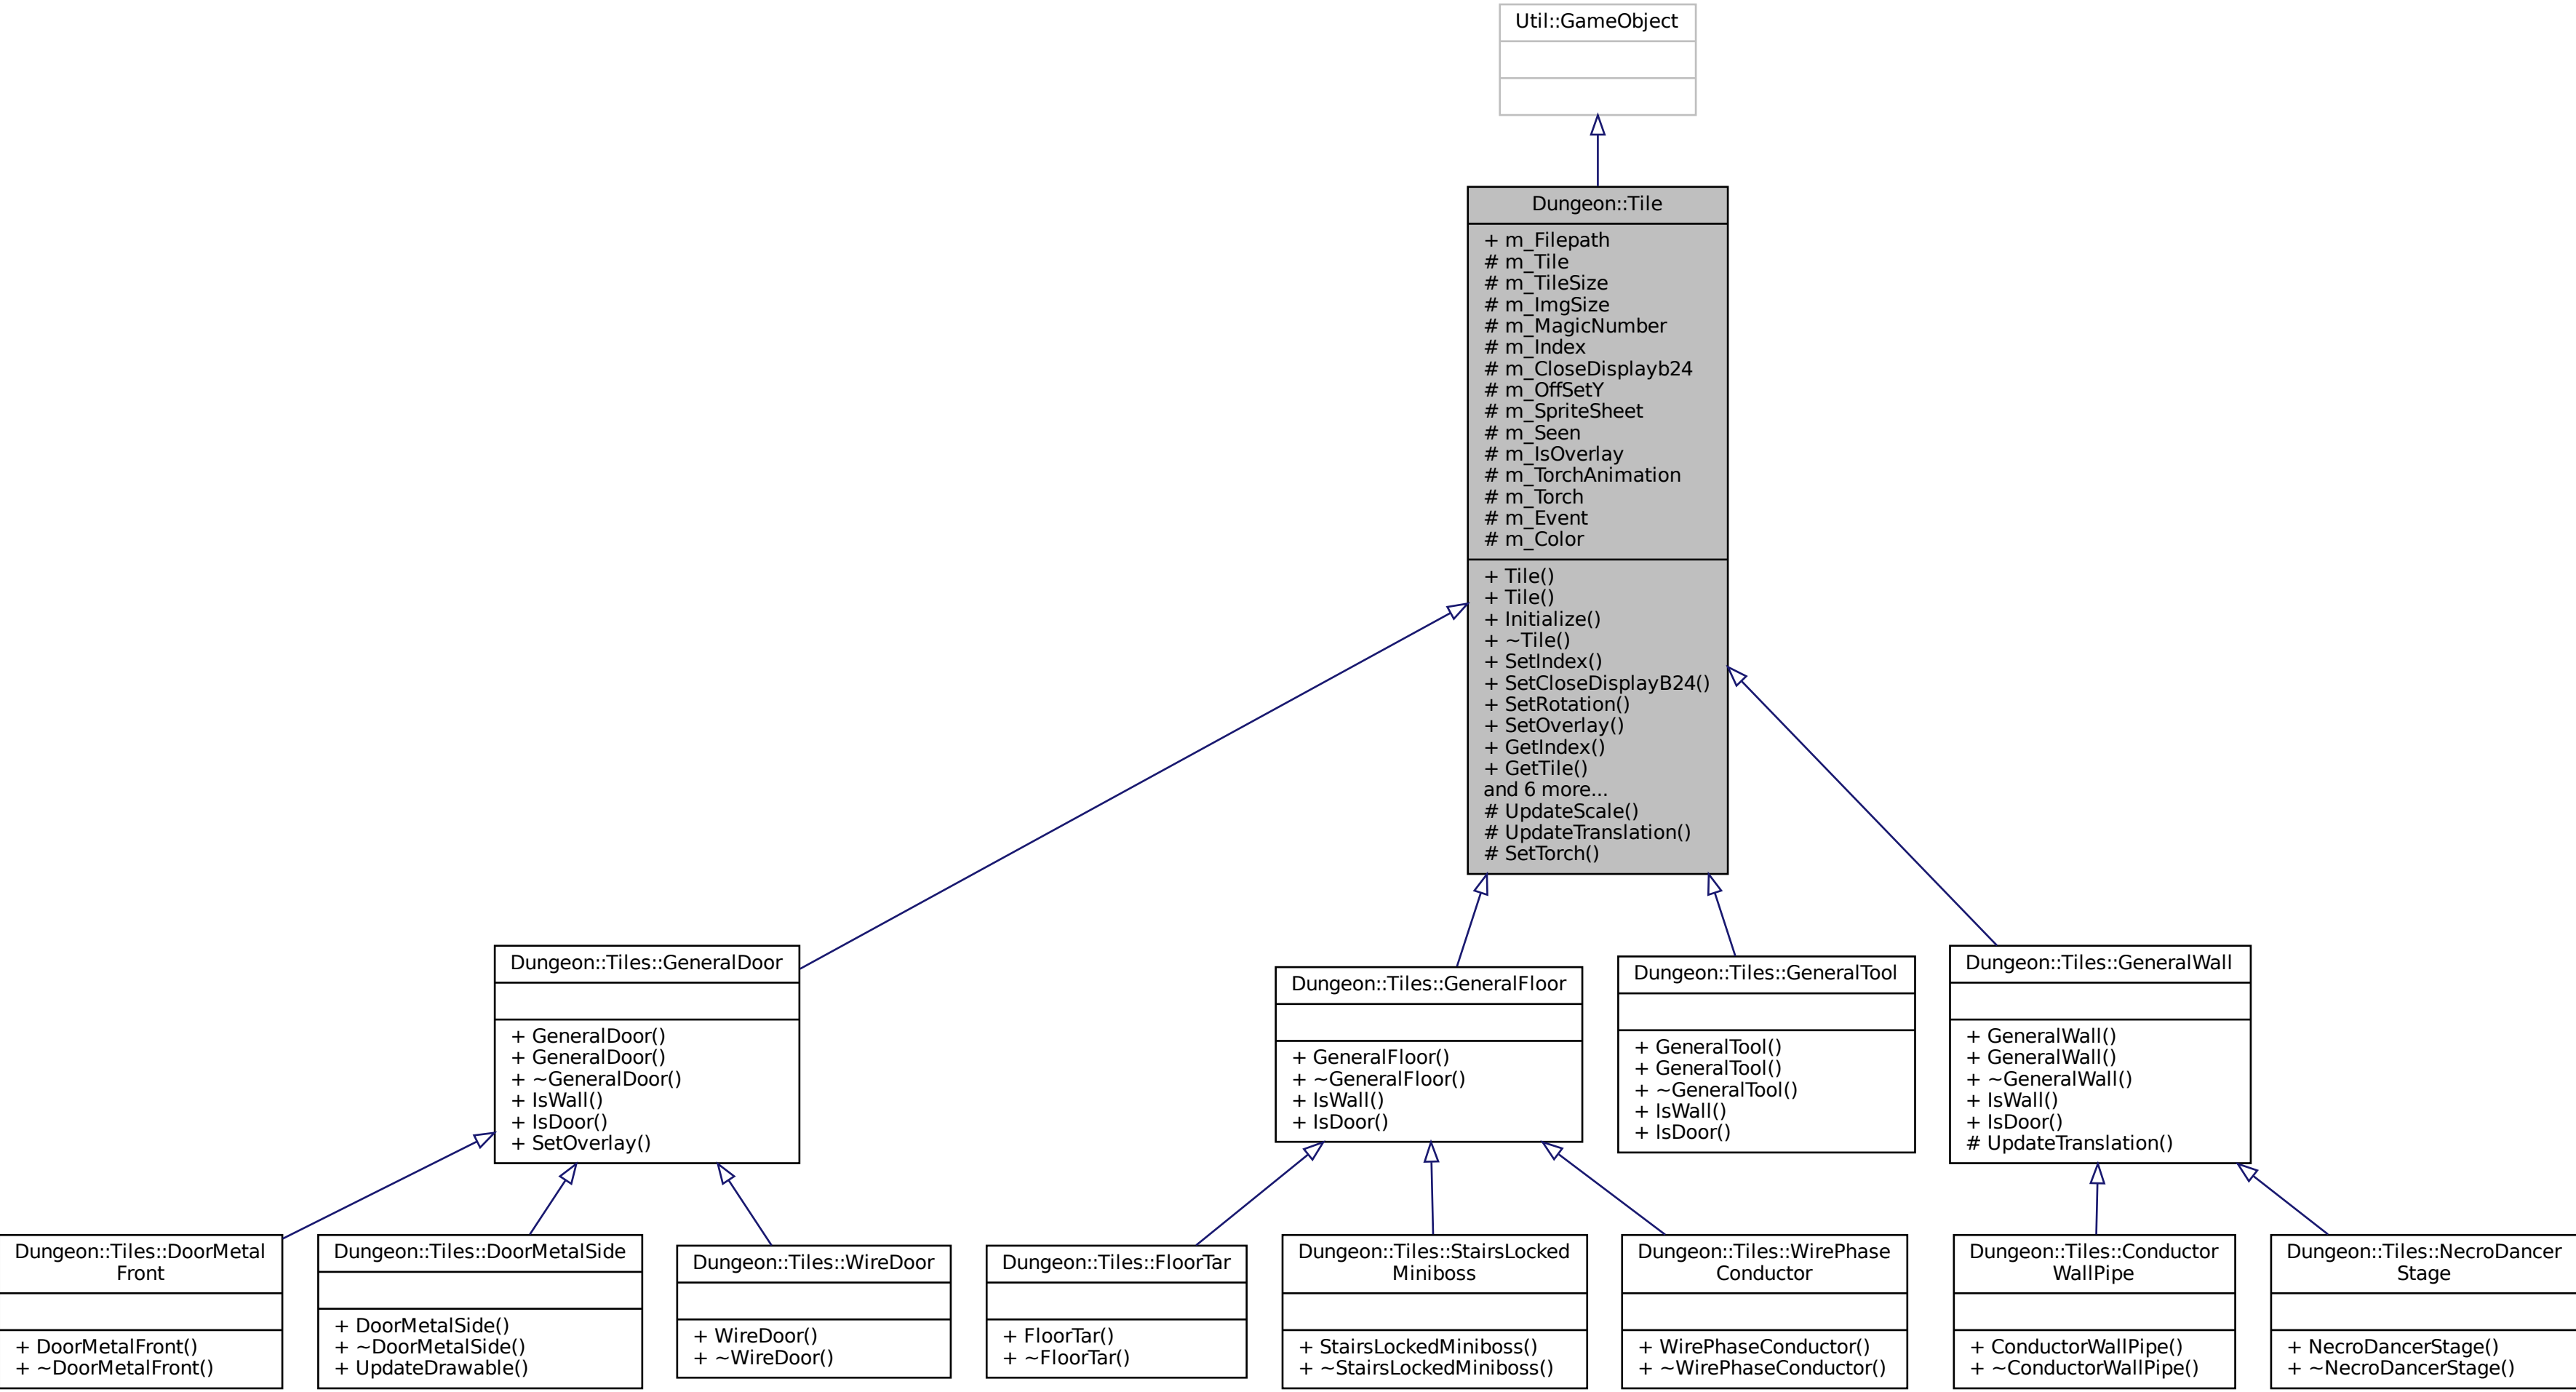 Util::GameObject
Dungeon::Tile
+ m_Filepath
# m_Tile
# m_TileSize
# m_ImgSize
# m_MagicNumber
# m_Index
# m_CloseDisplayb24
# m_OffSetY
# m_SpriteSheet
# m_Seen
# m_IsOverlay
# m_TorchAnimation
# m_Torch
# m_Event
# m_Color
+ Tile()
+ Tile()
+ Initialize()
+ ~Tile()
+ SetIndex()
+ SetCloseDisplayB24()
+ SetRotation()
+ SetOverlay()
+ GetIndex()
+ GetTile()
and 6 more...
# UpdateScale()
# UpdateTranslation()
# SetTorch()
Dungeon::Tiles::GeneralDoor
+ GeneralDoor()
+ GeneralDoor()
+ ~GeneralDoor()
+ IsWall()
+ IsDoor()
+ SetOverlay()
Dungeon::Tiles::GeneralFloor
+ GeneralFloor()
+ ~GeneralFloor()
+ IsWall()
+ IsDoor()
Dungeon::Tiles::GeneralTool
+ GeneralTool()
+ GeneralTool()
+ ~GeneralTool()
+ IsWall()
+ IsDoor()
Dungeon::Tiles::GeneralWall
+ GeneralWall()
+ GeneralWall()
+ ~GeneralWall()
+ IsWall()
+ IsDoor()
# UpdateTranslation()
Dungeon::Tiles::DoorMetal
Front
+ DoorMetalFront()
+ ~DoorMetalFront()
Dungeon::Tiles::DoorMetalSide
+ DoorMetalSide()
+ ~DoorMetalSide()
+ UpdateDrawable()
Dungeon::Tiles::WireDoor
+ WireDoor()
+ ~WireDoor()
Dungeon::Tiles::FloorTar
+ FloorTar()
+ ~FloorTar()
Dungeon::Tiles::StairsLocked
Miniboss
+ StairsLockedMiniboss()
+ ~StairsLockedMiniboss()
Dungeon::Tiles::WirePhase
Conductor
+ WirePhaseConductor()
+ ~WirePhaseConductor()
Dungeon::Tiles::Conductor
WallPipe
+ ConductorWallPipe()
+ ~ConductorWallPipe()
Dungeon::Tiles::NecroDancer
Stage
+ NecroDancerStage()
+ ~NecroDancerStage()